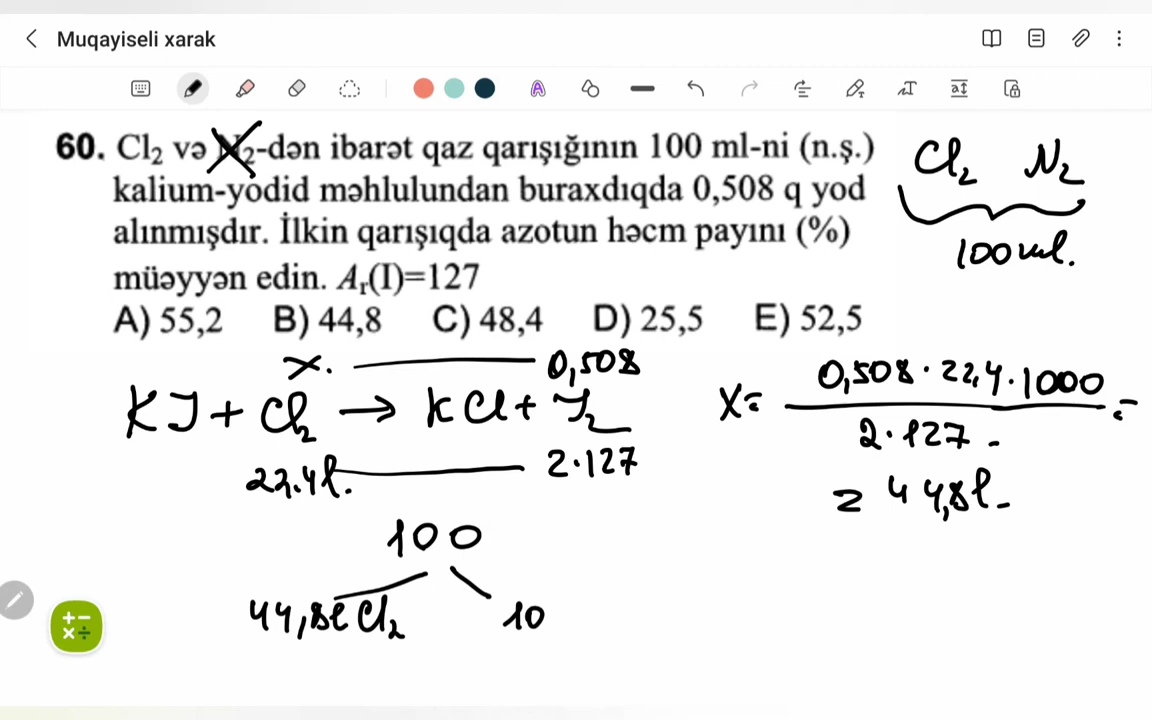 Muqayiseli xarak
60. Cl₂ və N₂-dən ibarət qaz qarışığının 100 ml-ni (n.ş.)
kalium-yodid məhlulundan buraxdıqda 0,508 q yod
alınmışdır. İlkin qarışıqda azotun həcm payını (%)
müəyyən edin. Aᵣ(I)=127
A) 55,2 B) 44,8 C) 48,4 D) 25,5 E) 52,5
Cl₂ N₂
100 ml.
x. 0,508
KJ + Cl₂ → KCl + J₂
22.4l. 2·127
X= 0,508 · 22,4 · 1000 =
2·127
= 44,8l
100
44,8l Cl₂ 10